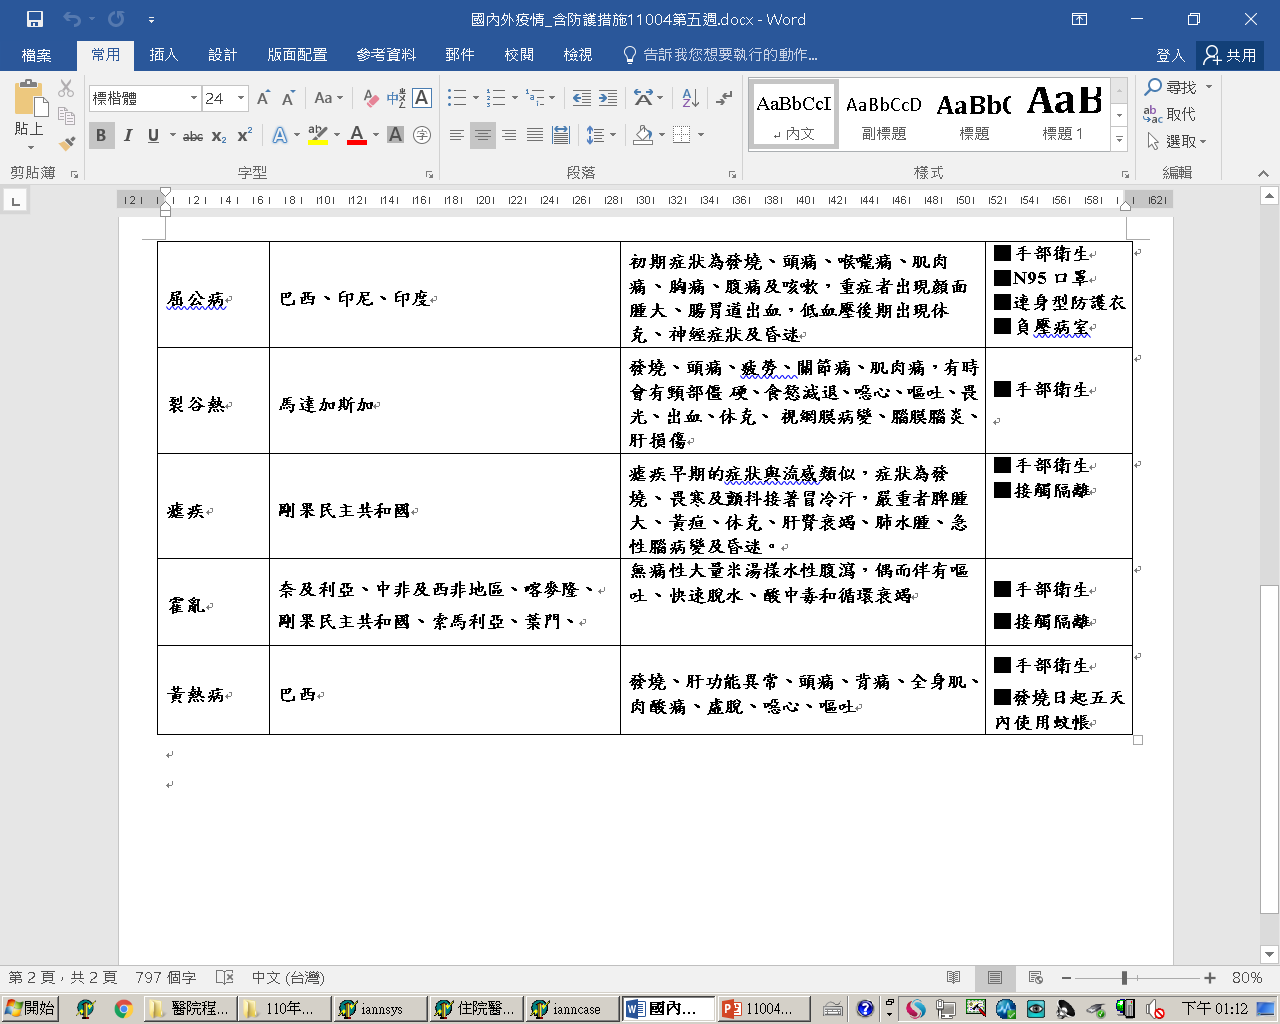 國內外疫情_含防護措施11004第五週.docx - Word
檔案 常用 插入 設計 版面配置 參考資料 郵件 校閱 檢視 告訴我您想要執行的動作... 登入 共用
標楷體 24 Aa
貼上
B I U abc X₂ X² A A A 字
剪貼簿 字型 段落 樣式 編輯
AaBbCcI AaBbCcD AaBb( AaB
內文 副標題 標題 標題 1
尋找
取代
選取
屈公病
巴西、印尼、印度
初期症狀為發燒、頭痛、喉嚨痛、肌肉
痛、胸痛、腹痛及咳嗽，重症者出現顏面
腫大、腸胃道出血，低血壓後期出現休
克、神經症狀及昏迷
■手部衛生
■N95 口罩
■連身型防護衣
■負壓病室
裂谷熱
馬達加斯加
發燒、頭痛、疲勞、關節痛、肌肉痛，有時
會有頸部僵 硬、食慾減退、噁心、嘔吐、畏
光、出血、休克、 視網膜病變、腦膜腦炎、
肝損傷
■手部衛生
瘧疾
剛果民主共和國
瘧疾早期的症狀與流感類似，症狀為發
燒、畏寒及顫抖接著冒冷汗，嚴重者脾腫
大、黃疸、休克、肝腎衰竭、肺水腫、急
性腦病變及昏迷。
■手部衛生
■接觸隔離
霍亂
奈及利亞、中非及西非地區、喀麥隆、
剛果民主共和國、索馬利亞、葉門、
無痛性大量米湯樣水性腹瀉，偶而伴有嘔
吐、快速脫水、酸中毒和循環衰竭
■手部衛生
■接觸隔離
黃熱病
巴西
發燒、肝功能異常、頭痛、背痛、全身肌、
肉酸痛、虛脫、噁心、嘔吐
■手部衛生
■發燒日起五天
內使用蚊帳
第 2 頁，共 2 頁 797 個字 中文 (台灣) 80%
開始 醫院程... 110年... iannsys 住院醫... ianncase 國內... 11004... 下午 01:12